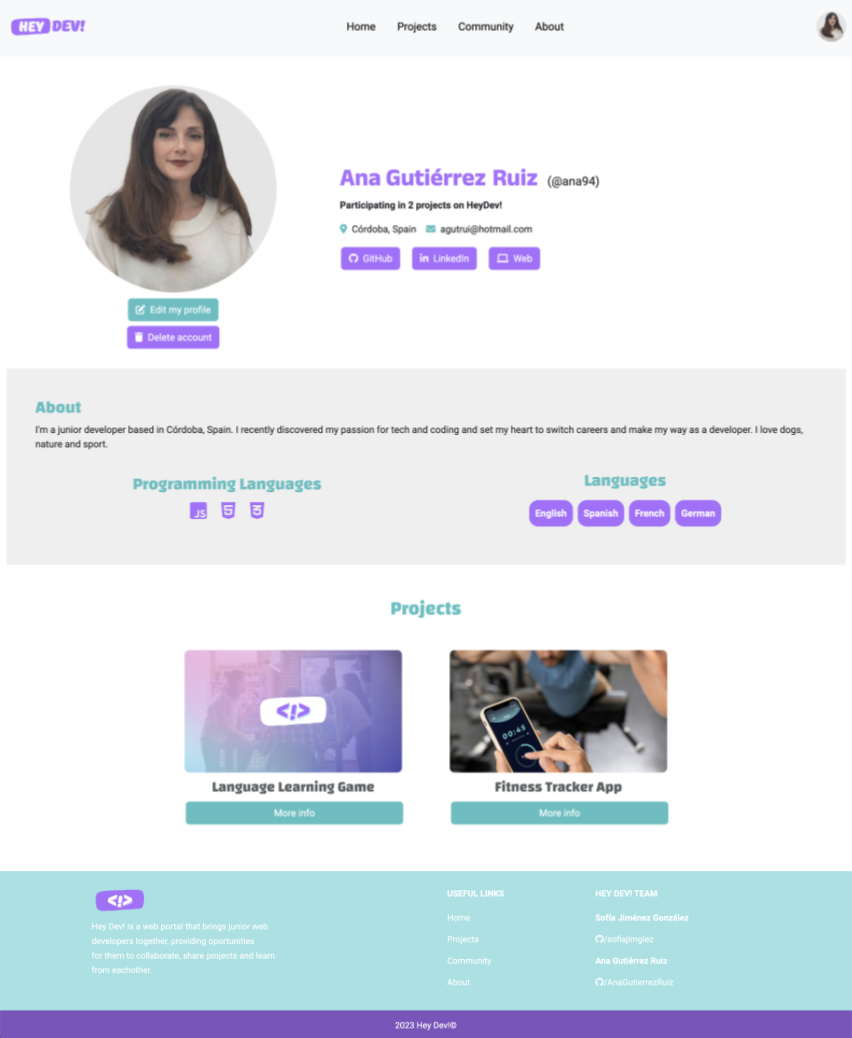 HEY DEV!
Home Projects Community About
Ana Gutiérrez Ruiz (@ana94)
Participating in 2 projects on HeyDev!
Córdoba, Spain agutrui@hotmail.com
GitHub LinkedIn Web
Edit my profile
Delete account
About
I'm a junior developer based in Córdoba, Spain. I recently discovered my passion for tech and coding and set my heart to switch careers and make my way as a developer. I love dogs,
nature and sport.
Programming Languages
JS 5 3
Languages
English Spanish French German
Projects
<!>
00:45
Language Learning Game
Fitness Tracker App
More info
More info
<!>
Hey Dev! is a web portal that brings junior web
developers together, providing oportunities
for them to collaborate, share projects and learn
from eachother.
USEFUL LINKS
Home
Projects
Community
About
HEY DEV! TEAM
Sofía Jiménez González
/sofiajimglez
Ana Gutiérrez Ruiz
/AnaGutierrezRuiz
2023 Hey Dev!©